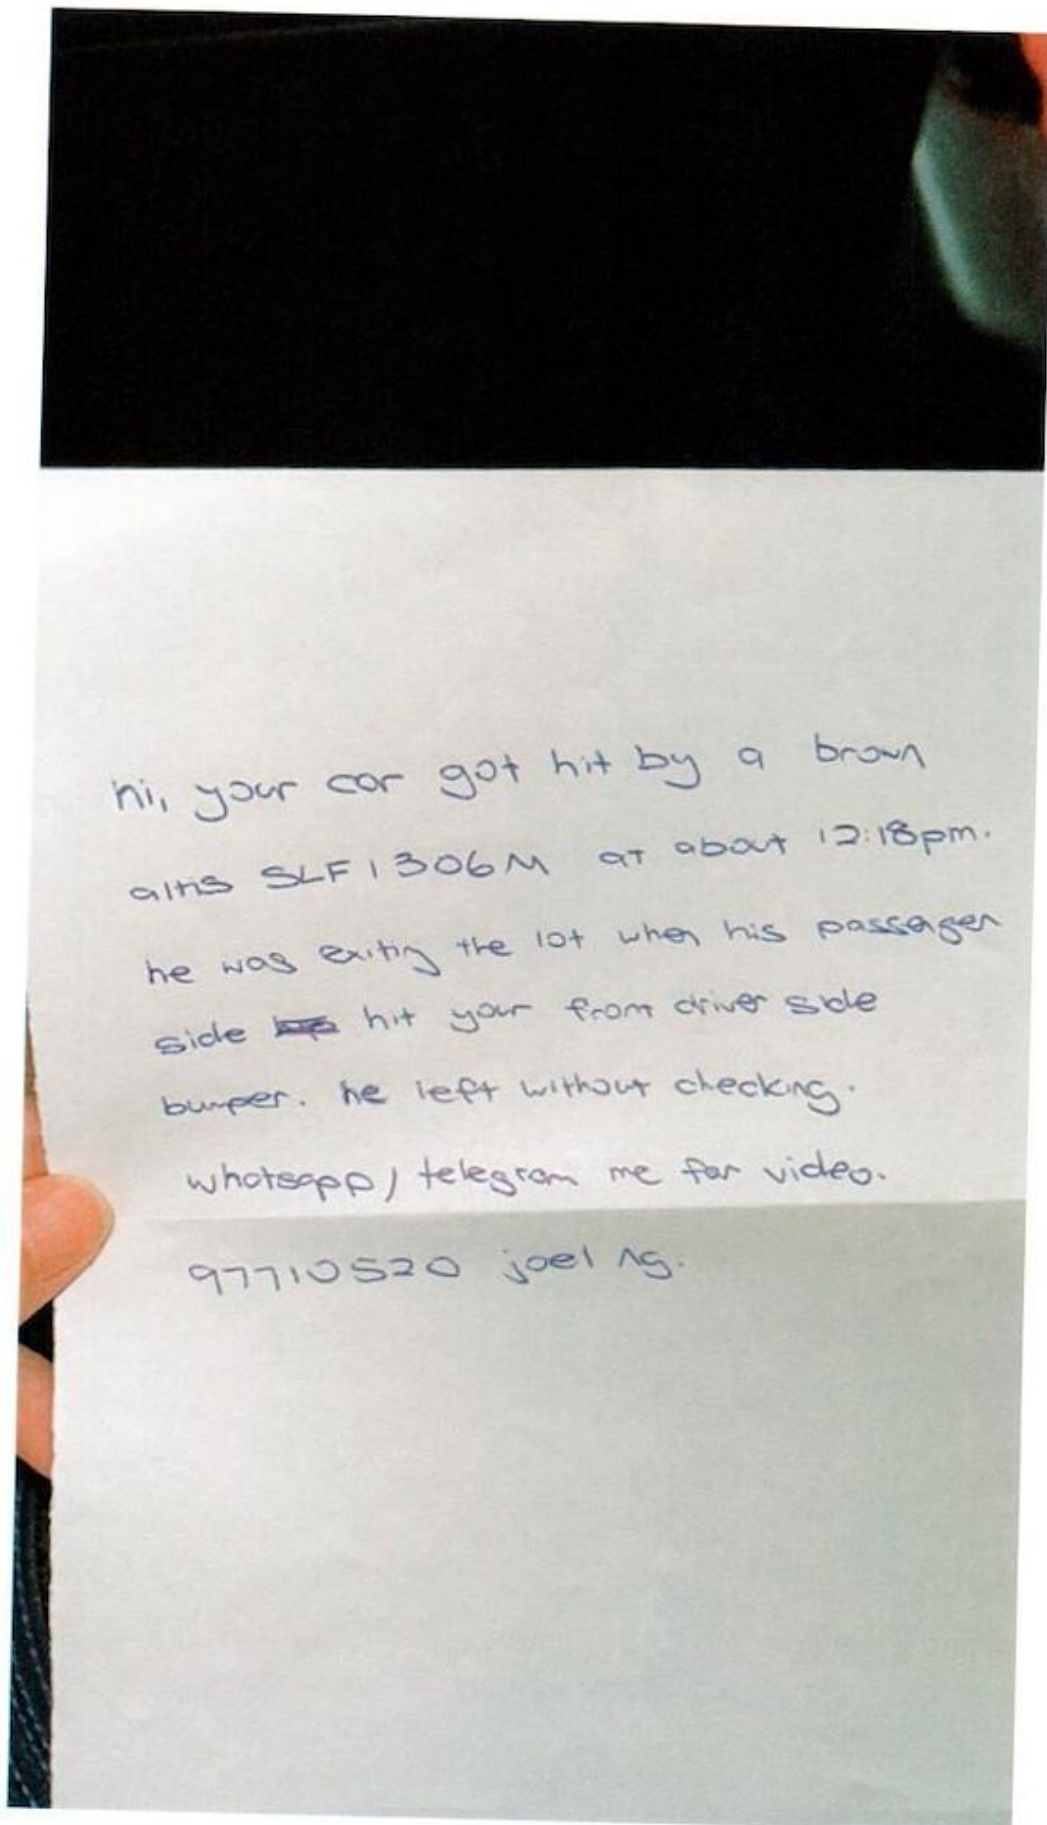 hi, your car got hit by a brown
altis SLF1306M at about 12:18pm.
he was exiting the lot when his passenger
side hit your front driver side
bumper. he left without checking.
whatsapp/telegram me for video.
97710520 joel ng.